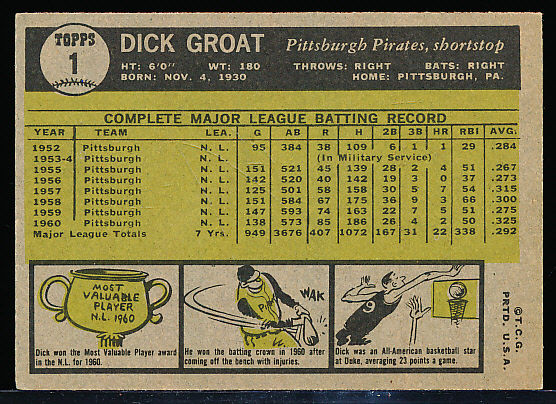 TOPPS
1
DICK GROAT
Pittsburgh Pirates, shortstop
HT: 6'0" WT: 180 THROWS: RIGHT BATS: RIGHT
BORN: NOV. 4, 1930 HOME: PITTSBURGH, PA.
COMPLETE MAJOR LEAGUE BATTING RECORD
YEAR TEAM LEA. G AB R H 2B 3B HR RBI AVG.
1952 Pittsburgh N.L. 95 384 38 109 6 1 1 29 .284
1953-4 Pittsburgh N.L. (In Military Service)
1955 Pittsburgh N.L. 151 521 45 139 28 2 4 51 .267
1956 Pittsburgh N.L. 142 520 40 142 19 3 0 37 .273
1957 Pittsburgh N.L. 125 501 58 158 30 5 7 54 .315
1958 Pittsburgh N.L. 151 584 67 175 36 9 3 66 .300
1959 Pittsburgh N.L. 147 593 74 163 22 7 5 51 .275
1960 Pittsburgh N.L. 138 573 85 186 26 4 2 50 .325
Major League Totals 7 Yrs. 949 3676 407 1072 167 31 22 338 .292
MOST
VALUABLE
PLAYER
N.L. 1960
Dick won the Most Valuable Player award
in the N.L. for 1960.
WAK
He won the batting crown in 1960 after
coming off the bench with injuries.
9
Dick was an All-American basketball star
at Duke, averaging 23 points a game.
© T.C.G.
PRTD. U.S.A.